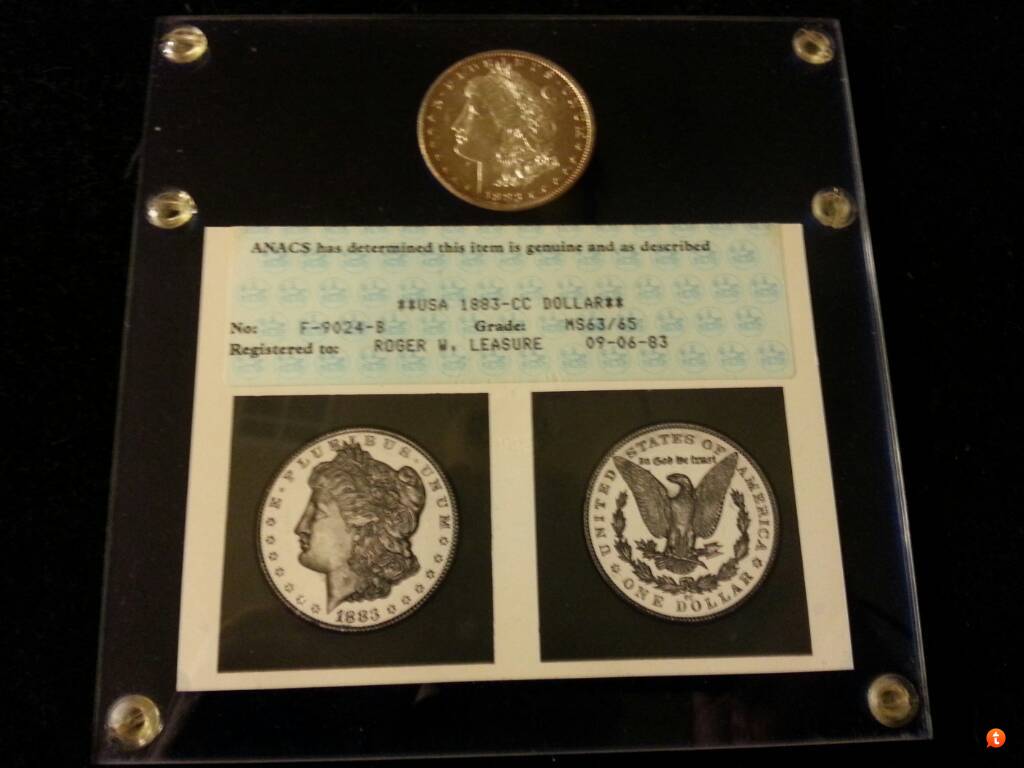 1883
ANACS has determined this item is genuine and as described
**USA 1883-CC DOLLAR**
No: F-9024-B Grade: MS63/65
Registered to: ROGER W. LEASURE 09-06-83
E · PLURIBUS · UNUM
1883
UNITED STATES OF AMERICA
In God we trust
ONE DOLLAR
t